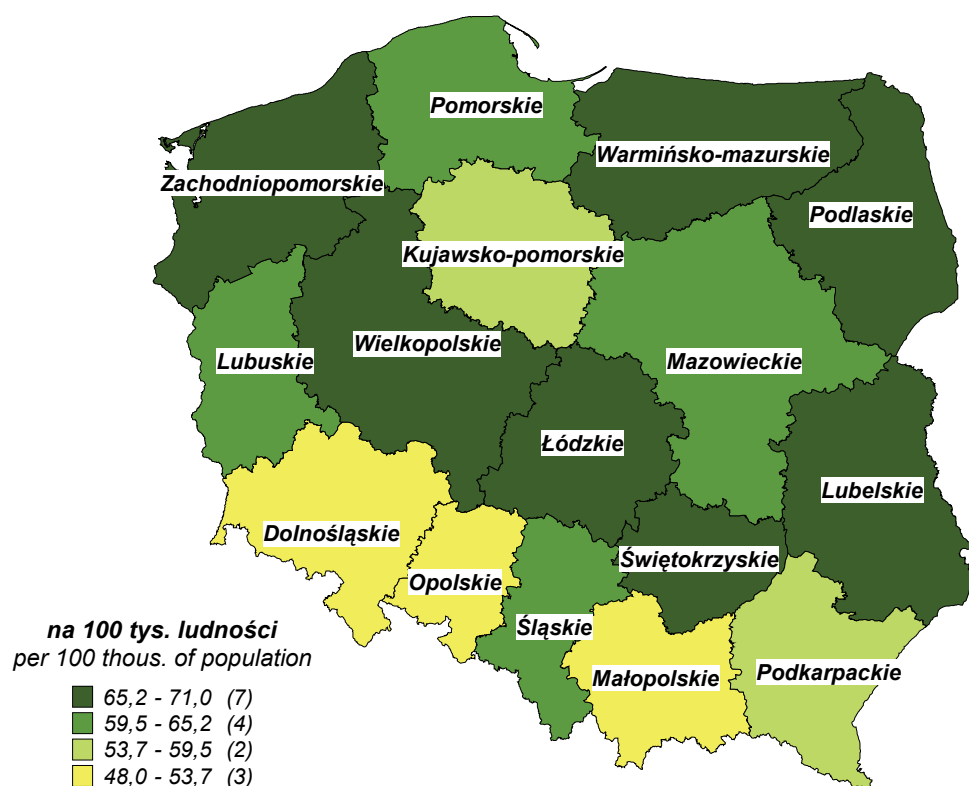 Pomorskie
Warmińsko-mazurskie
Zachodniopomorskie
Podlaskie
Kujawsko-pomorskie
Wielkopolskie
Lubuskie
Mazowieckie
Łódzkie
Lubelskie
Dolnośląskie
Świętokrzyskie
Opolskie
Śląskie
Małopolskie
Podkarpackie
na 100 tys. ludności
per 100 thous. of population
65,2 - 71,0 (7)
59,5 - 65,2 (4)
53,7 - 59,5 (2)
48,0 - 53,7 (3)